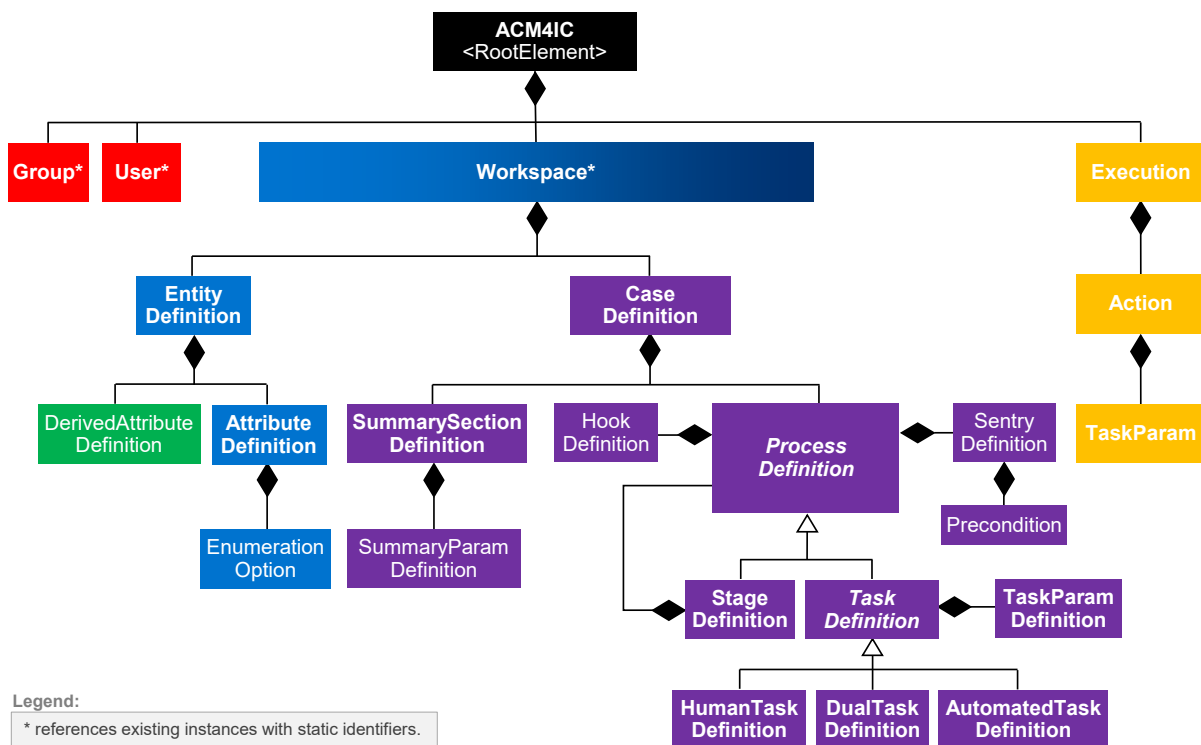 ACM4IC
<RootElement>
Group*
User*
Workspace*
Execution
Entity
Definition
Case
Definition
Action
DerivedAttribute
Definition
Attribute
Definition
SummarySection
Definition
Hook
Definition
Process
Definition
Sentry
Definition
TaskParam
Enumeration
Option
SummaryParam
Definition
Precondition
Stage
Definition
Task
Definition
TaskParam
Definition
HumanTask
Definition
DualTask
Definition
AutomatedTask
Definition
Legend:
* references existing instances with static identifiers.